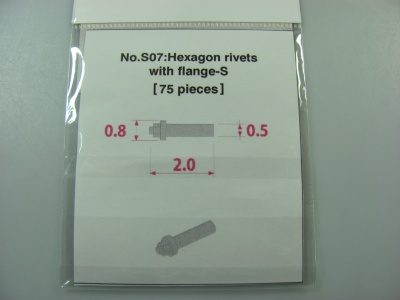 No.S07:Hexagon rivets
with flange-S
[75 pieces]
0.8
0.5
2.0